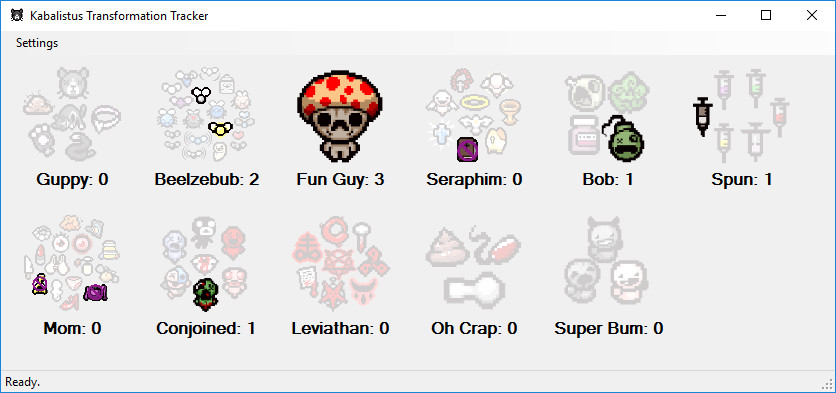 Kabalistus Transformation Tracker
Settings
Guppy: 0
Beelzebub: 2
Fun Guy: 3
Seraphim: 0
Bob: 1
Spun: 1
Mom: 0
Conjoined: 1
Leviathan: 0
Oh Crap: 0
Super Bum: 0
Ready.